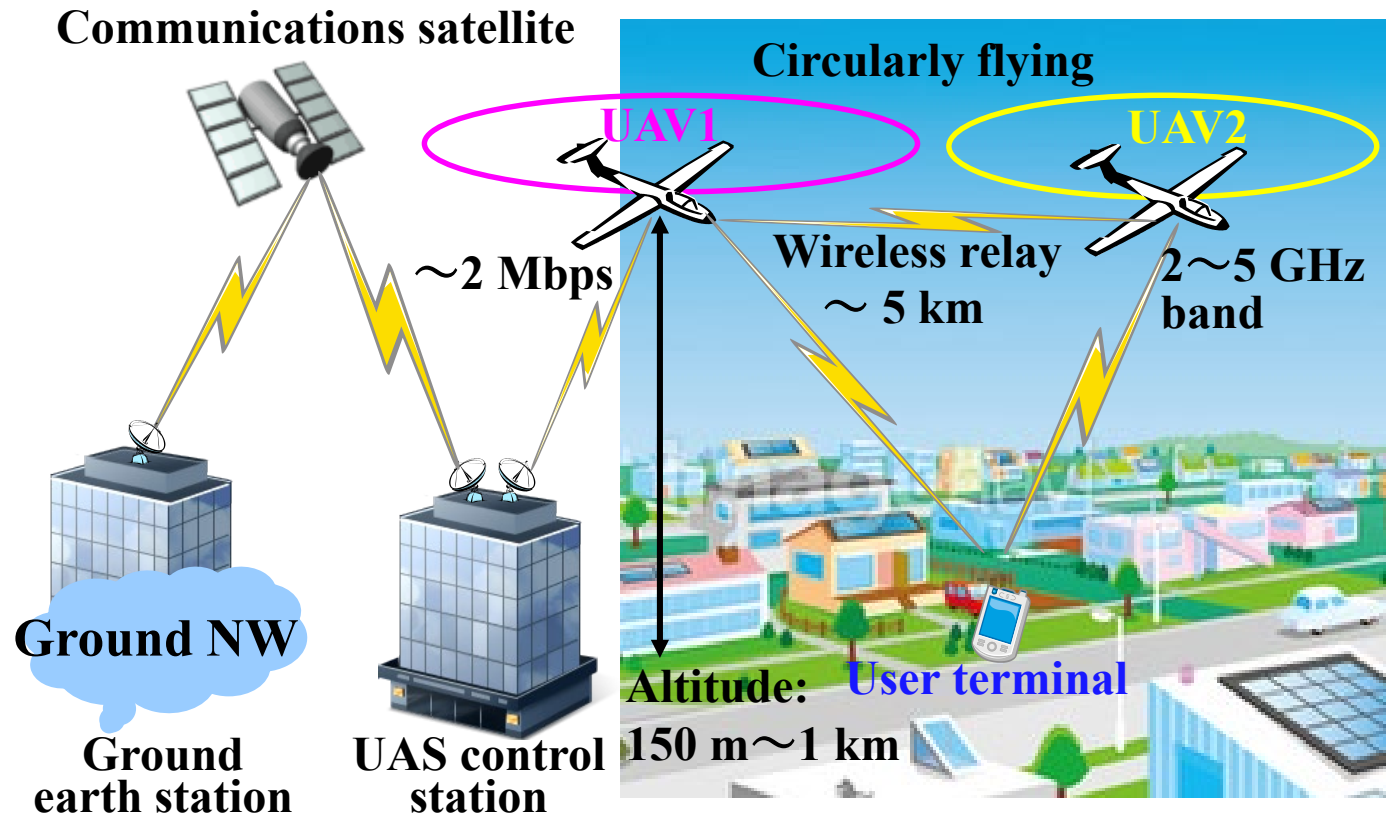 Communications satellite
Circularly flying
UAV1
UAV2
～2 Mbps
Wireless relay
～ 5 km
2～5 GHz
band
Ground NW
User terminal
Altitude:
150 m～1 km
Ground
earth station
UAS control
station